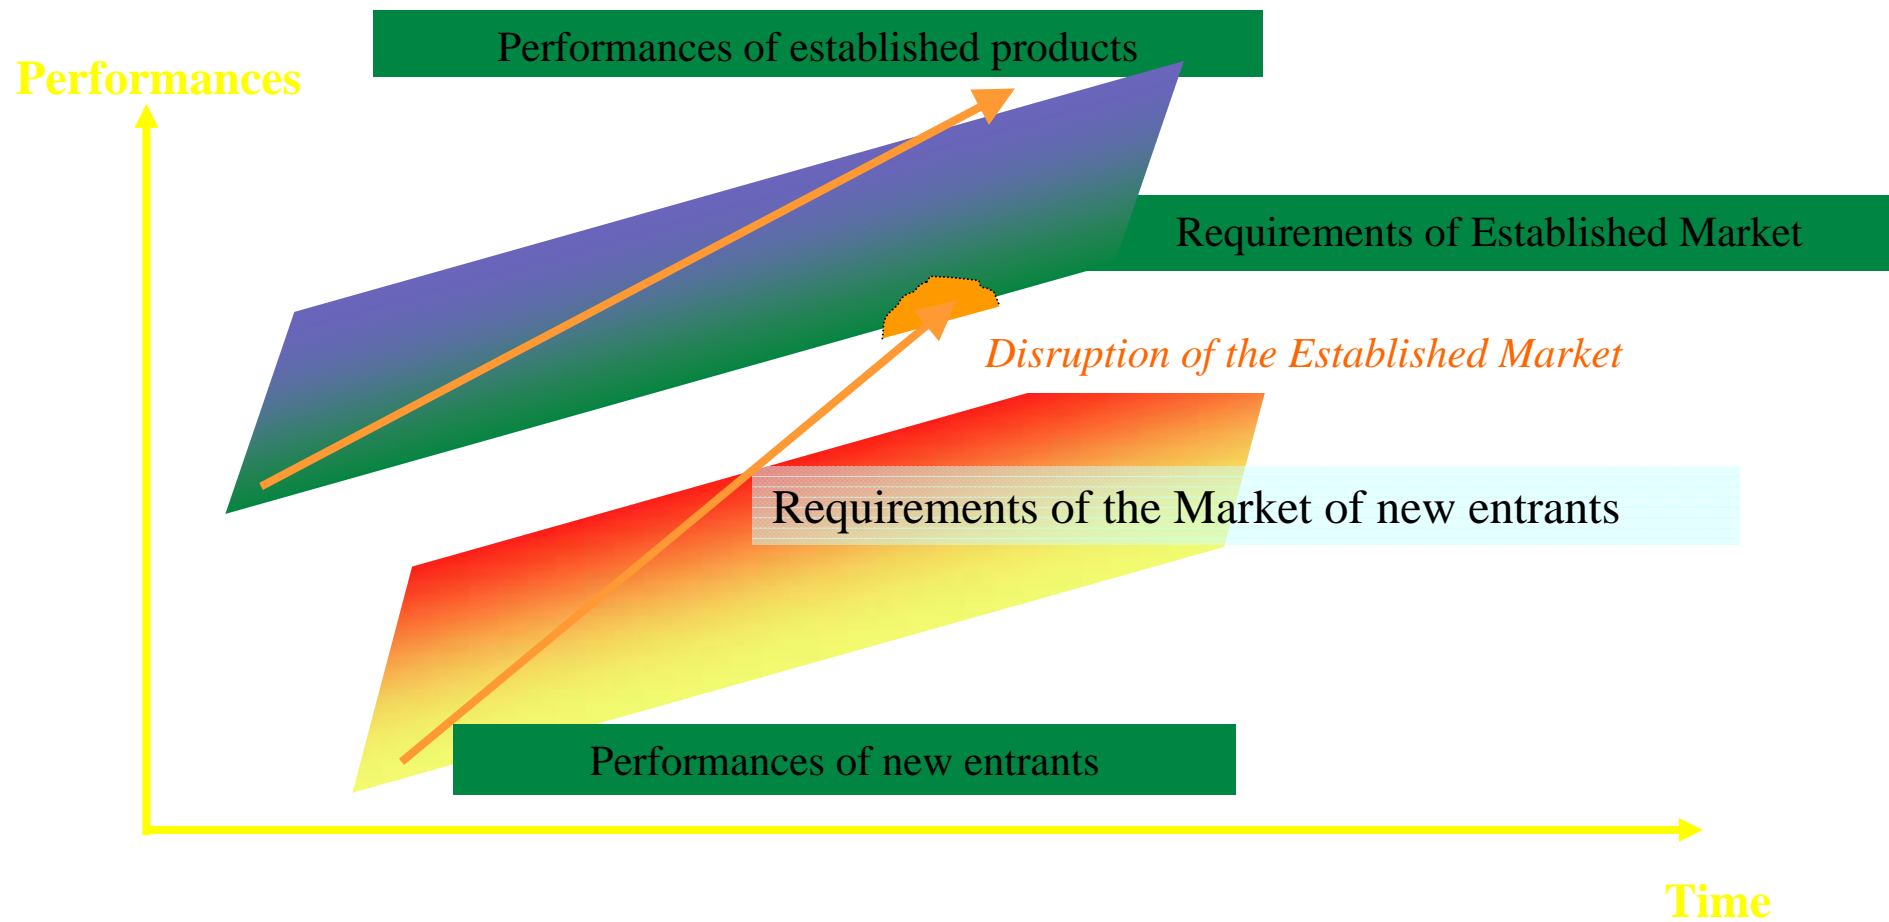 Performances of established products
Performances
Requirements of Established Market
Disruption of the Established Market
Requirements of the Market of new entrants
Performances of new entrants
Time